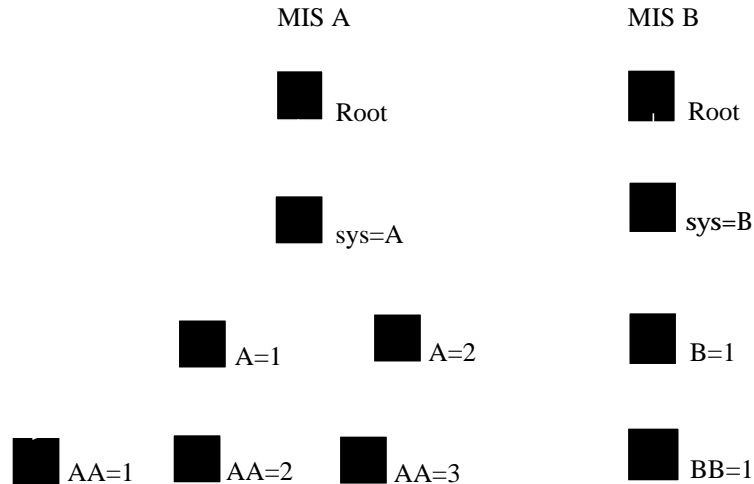 MIS A MIS B
Root Root
sys=A sys=B
A=1 A=2 B=1
AA=1 AA=2 AA=3 BB=1